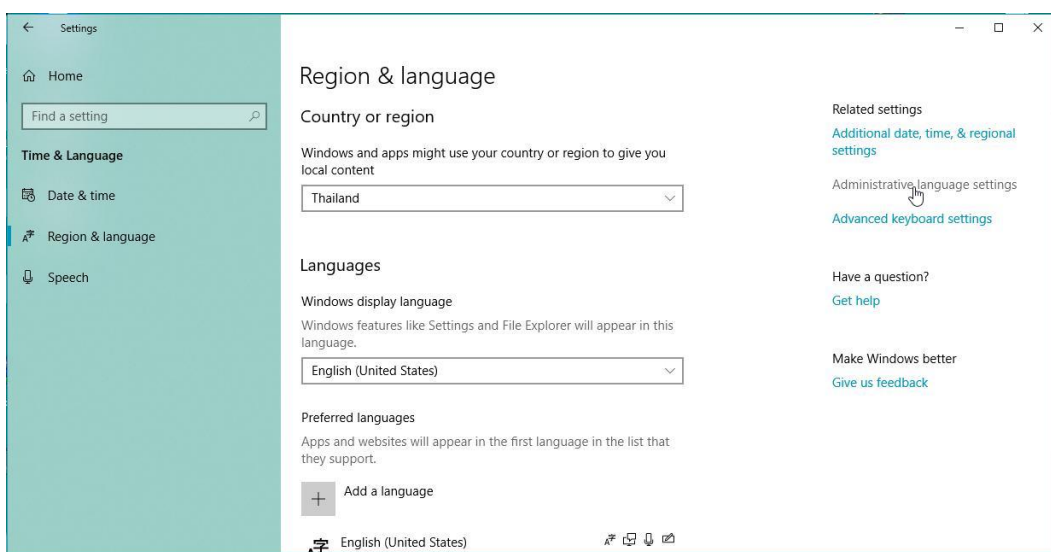 Settings
Home
Find a setting
Time & Language
Date & time
Region & language
Speech
Region & language
Country or region
Windows and apps might use your country or region to give you
local content
Thailand
Languages
Windows display language
Windows features like Settings and File Explorer will appear in this
language.
English (United States)
Preferred languages
Apps and websites will appear in the first language in the list that
they support.
Add a language
English (United States)
Related settings
Additional date, time, & regional
settings
Administrative language settings
Advanced keyboard settings
Have a question?
Get help
Make Windows better
Give us feedback